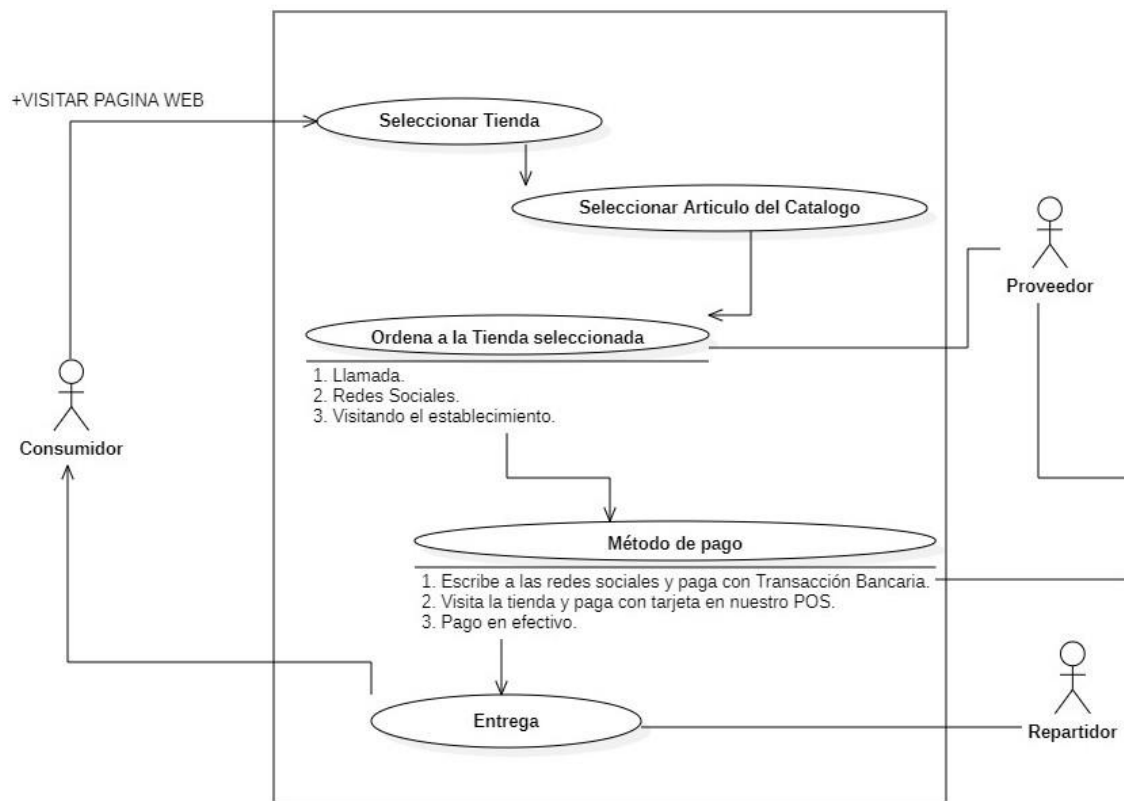 +VISITAR PAGINA WEB
Seleccionar Tienda
Seleccionar Articulo del Catalogo
Proveedor
Ordena a la Tienda seleccionada
1. Llamada.
2. Redes Sociales.
3. Visitando el establecimiento.
Consumidor
Método de pago
1. Escribe a las redes sociales y paga con Transacción Bancaria.
2. Visita la tienda y paga con tarjeta en nuestro POS.
3. Pago en efectivo.
Entrega
Repartidor